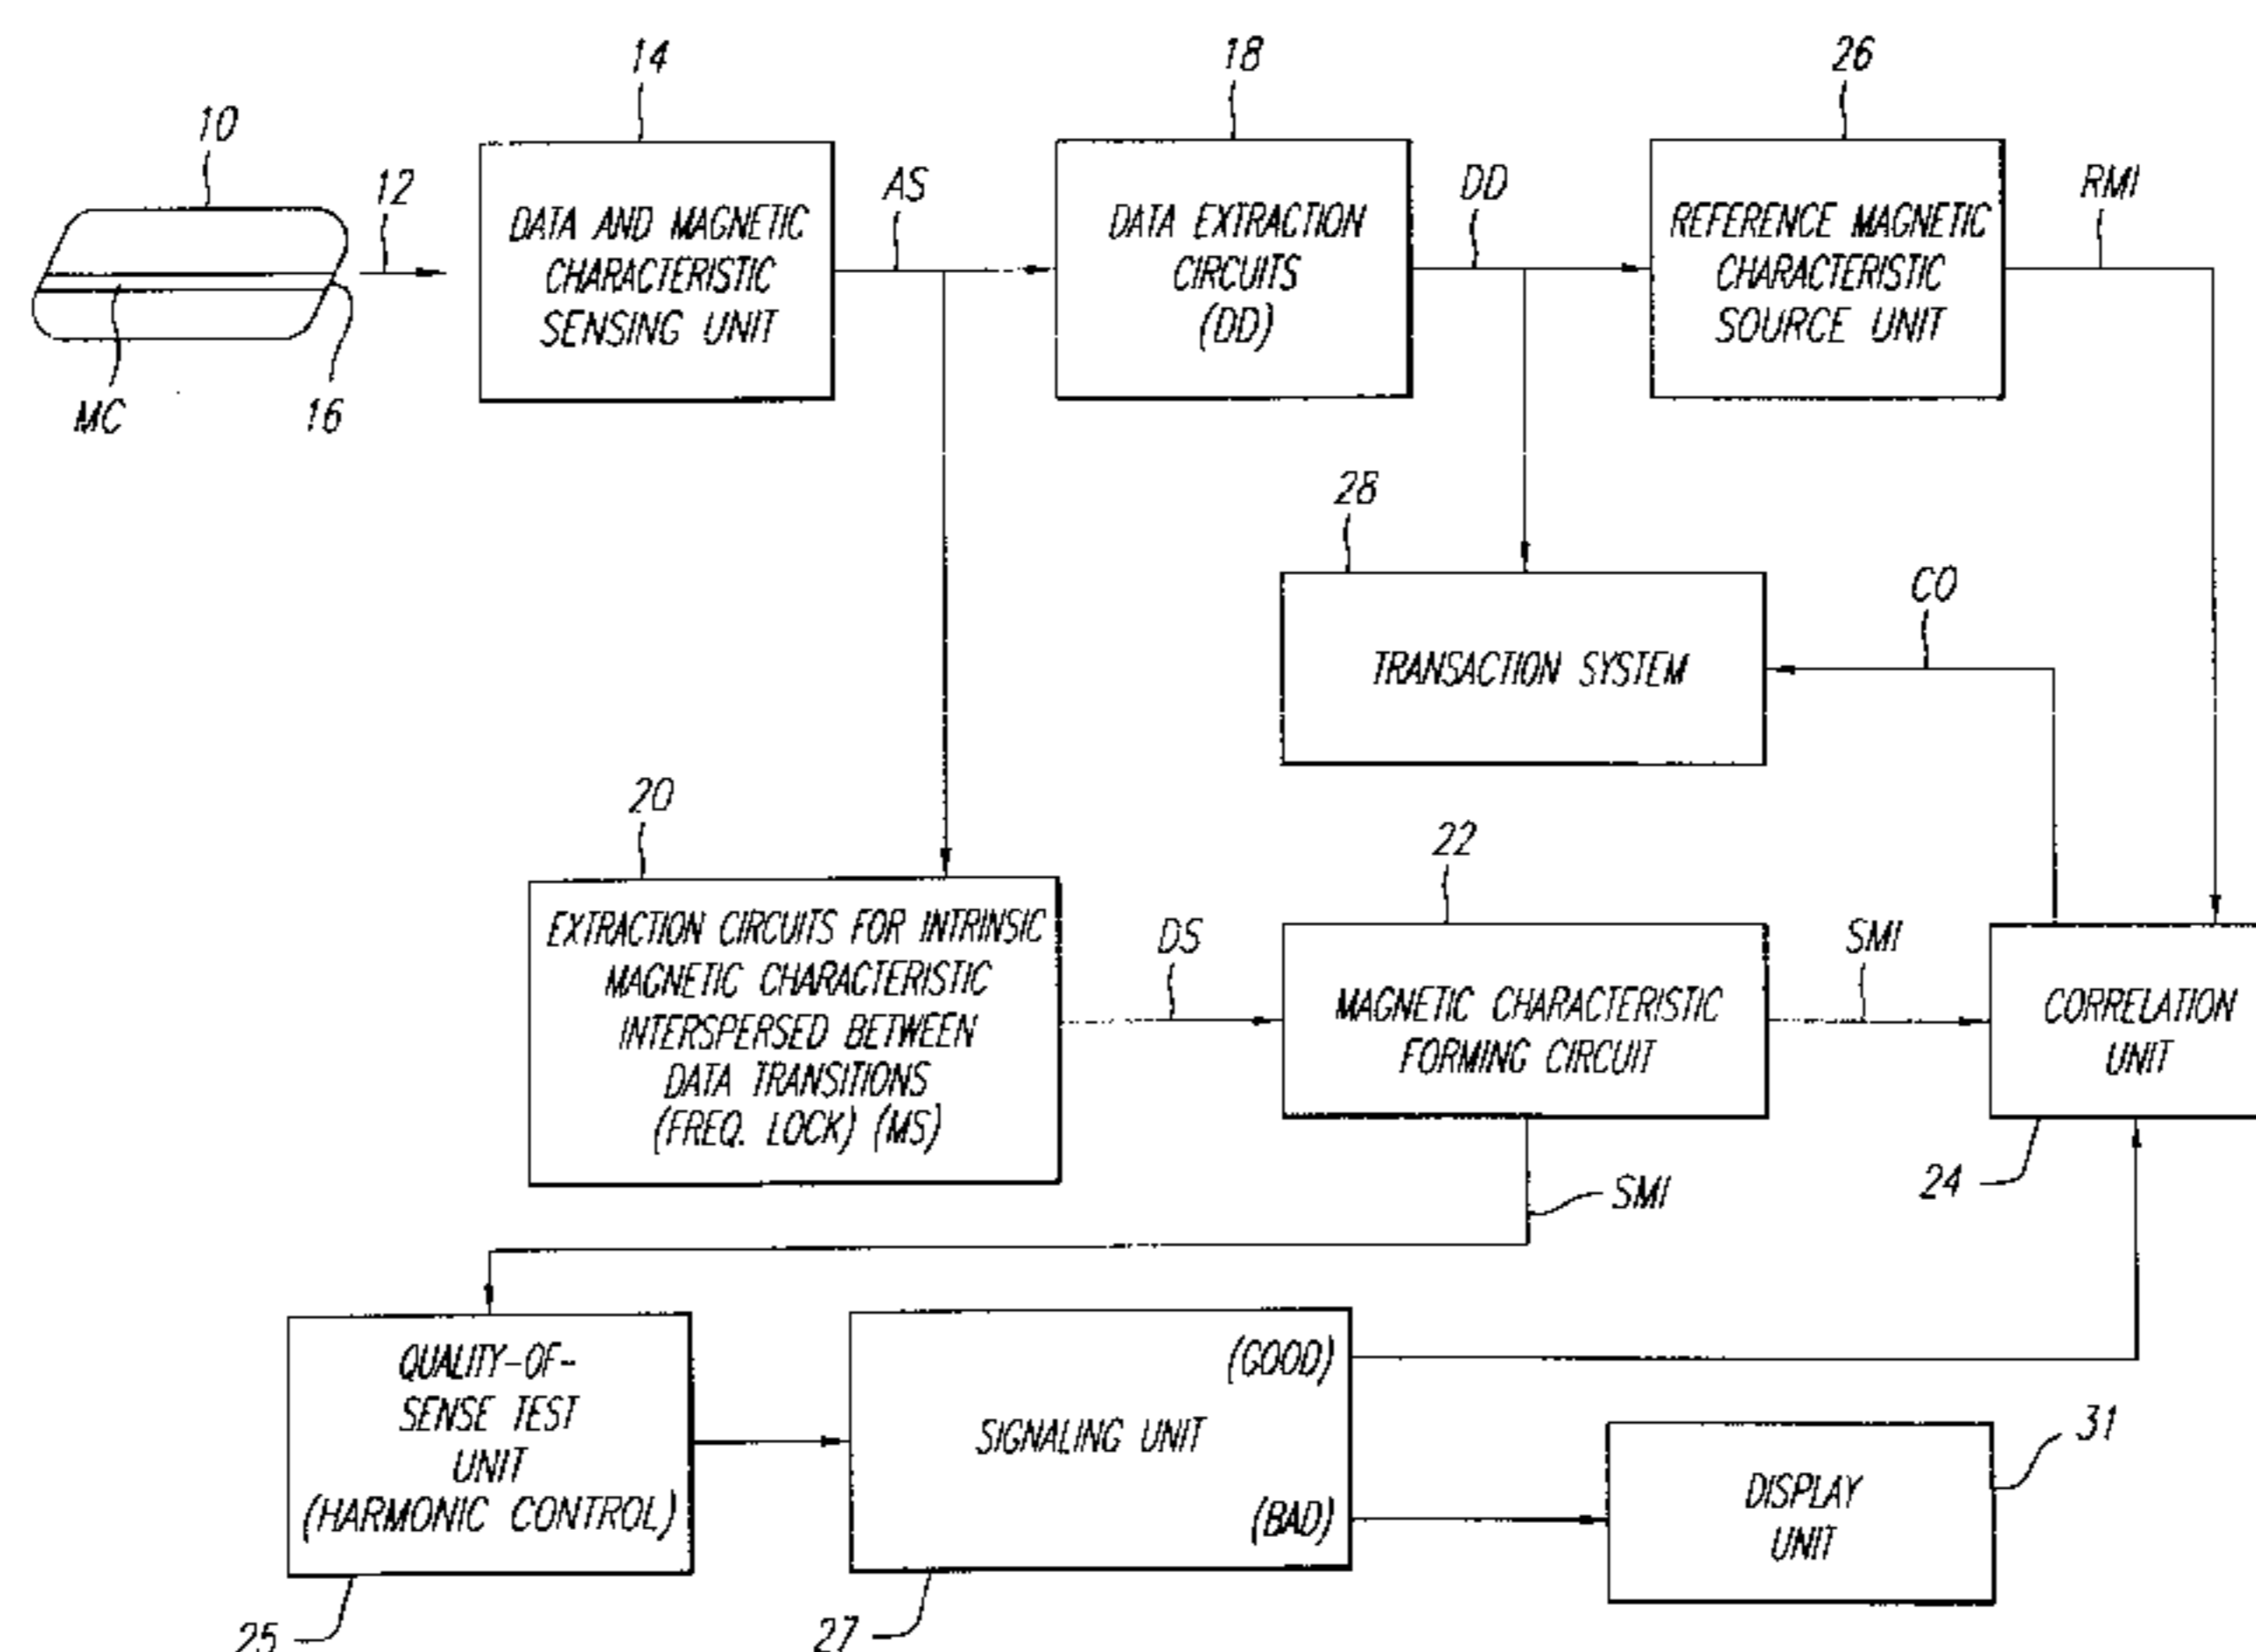 14
18
26
10
12
AS
DD
RMI
DATA AND MAGNETIC
CHARACTERISTIC
SENSING UNIT
DATA EXTRACTION
CIRCUITS
(DD)
REFERENCE MAGNETIC
CHARACTERISTIC
SOURCE UNIT
MC
16
28
CO
TRANSACTION SYSTEM
20
22
EXTRACTION CIRCUITS FOR INTRINSIC
MAGNETIC CHARACTERISTIC
INTERSPERSED BETWEEN
DATA TRANSITIONS
(FREQ. LOCK) (MS)
DS
MAGNETIC CHARACTERISTIC
FORMING CIRCUIT
SMI
CORRELATION
UNIT
24
SMI
QUALITY-OF-
SENSE TEST
UNIT
(HARMONIC CONTROL)
(GOOD)
SIGNALING UNIT
(BAD)
31
DISPLAY
UNIT
25
27